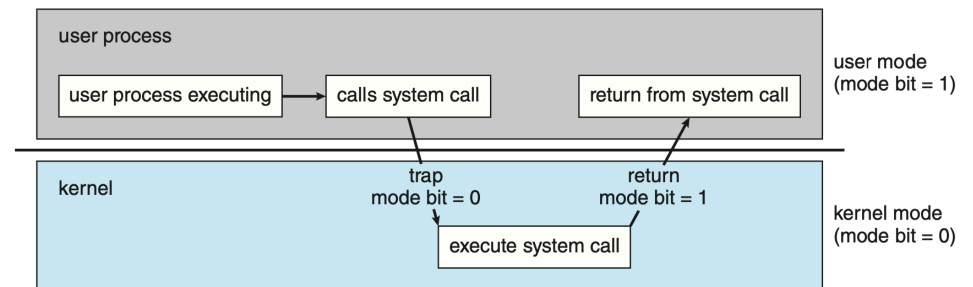 user process
user process executing
calls system call
return from system call
user mode
(mode bit = 1)
kernel
trap
mode bit = 0
return
mode bit = 1
execute system call
kernel mode
(mode bit = 0)